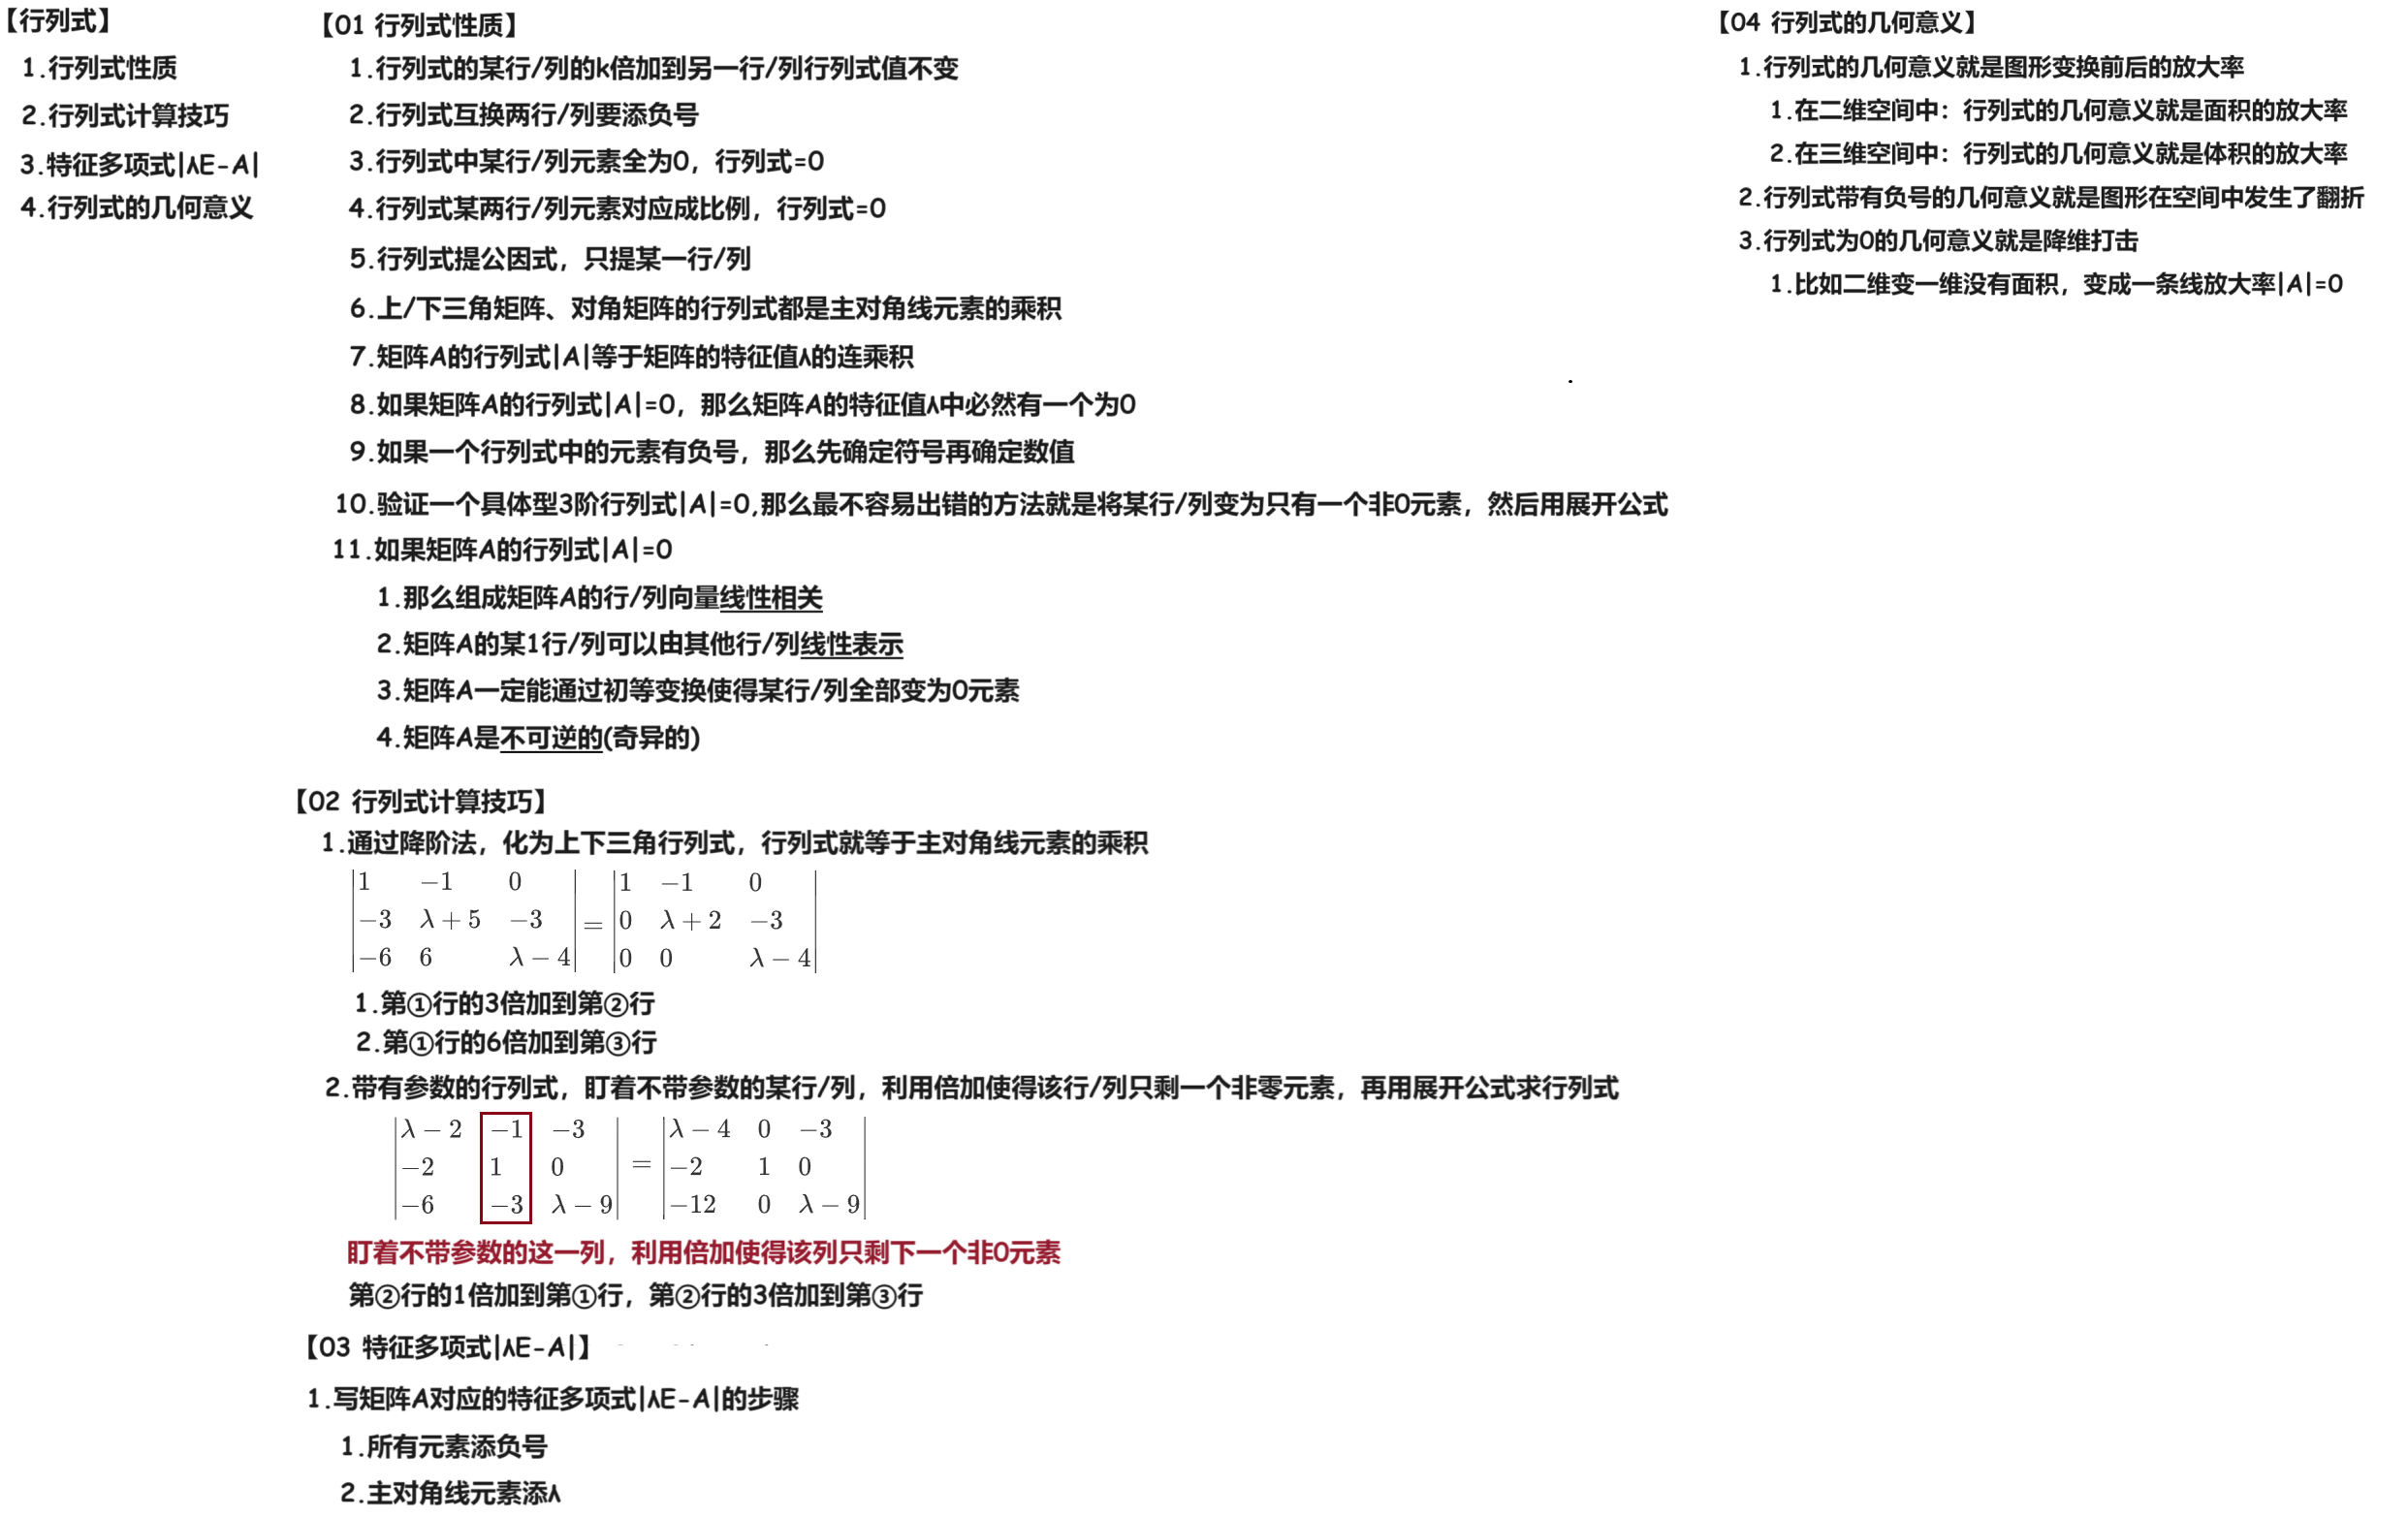 【行列式】
1.行列式性质
2.行列式计算技巧
3.特征多项式|λE-A|
4.行列式的几何意义
【01 行列式性质】
1.行列式的某行/列的k倍加到另一行/列行列式值不变
2.行列式互换两行/列要添负号
3.行列式中某行/列元素全为0，行列式=0
4.行列式某两行/列元素对应成比例，行列式=0
5.行列式提公因式，只提某一行/列
6.上/下三角矩阵、对角矩阵的行列式都是主对角线元素的乘积
7.矩阵A的行列式|A|等于矩阵的特征值λ的连乘积
8.如果矩阵A的行列式|A|=0，那么矩阵A的特征值λ中必然有一个为0
9.如果一个行列式中的元素有负号，那么先确定符号再确定数值
10.验证一个具体型3阶行列式|A|=0,那么最不容易出错的方法就是将某行/列变为只有一个非0元素，然后用展开公式
11.如果矩阵A的行列式|A|=0
1.那么组成矩阵A的行/列向量线性相关
2.矩阵A的某1行/列可以由其他行/列线性表示
3.矩阵A一定能通过初等变换使得某行/列全部变为0元素
4.矩阵A是不可逆的(奇异的)
【02 行列式计算技巧】
1.通过降阶法，化为上下三角行列式，行列式就等于主对角线元素的乘积
|1 −1 0| |1 −1 0|
|−3 λ+5 −3| = |0 λ+2 −3|
|−6 6 λ−4| |0 0 λ−4|
1.第①行的3倍加到第②行
2.第①行的6倍加到第③行
2.带有参数的行列式，盯着不带参数的某行/列，利用倍加使得该行/列只剩一个非零元素，再用展开公式求行列式
|λ−2 −1 −3| |λ−4 0 −3|
|−2 1 0| = |−2 1 0|
|−6 −3 λ−9| |−12 0 λ−9|
盯着不带参数的这一列，利用倍加使得该列只剩下一个非0元素
第②行的1倍加到第①行，第②行的3倍加到第③行
【03 特征多项式|λE-A|】
1.写矩阵A对应的特征多项式|λE-A|的步骤
1.所有元素添负号
2.主对角线元素添λ
【04 行列式的几何意义】
1.行列式的几何意义就是图形变换前后的放大率
1.在二维空间中：行列式的几何意义就是面积的放大率
2.在三维空间中：行列式的几何意义就是体积的放大率
2.行列式带有负号的几何意义就是图形在空间中发生了翻折
3.行列式为0的几何意义就是降维打击
1.比如二维变一维没有面积，变成一条线放大率|A|=0